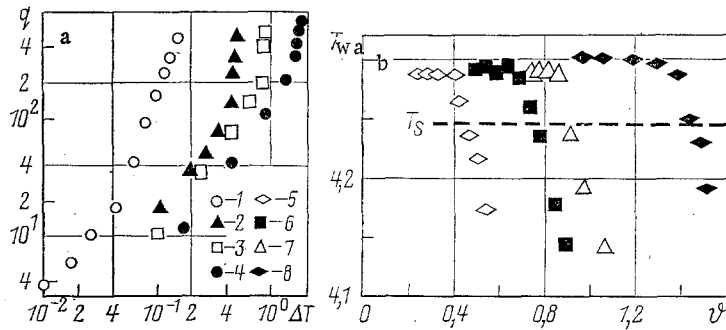 q
a
4
2
10²
4
2
10¹
4
10⁻² 2 4 10⁻¹ 2 4 10⁰ ΔT
○-1 ◇-5
▲-2 ■-6
□-3 △-7
●-4 ◆-8
T̄wa b
T̄s
4,2
4,1
0 0,4 0,8 1,2 ϑ